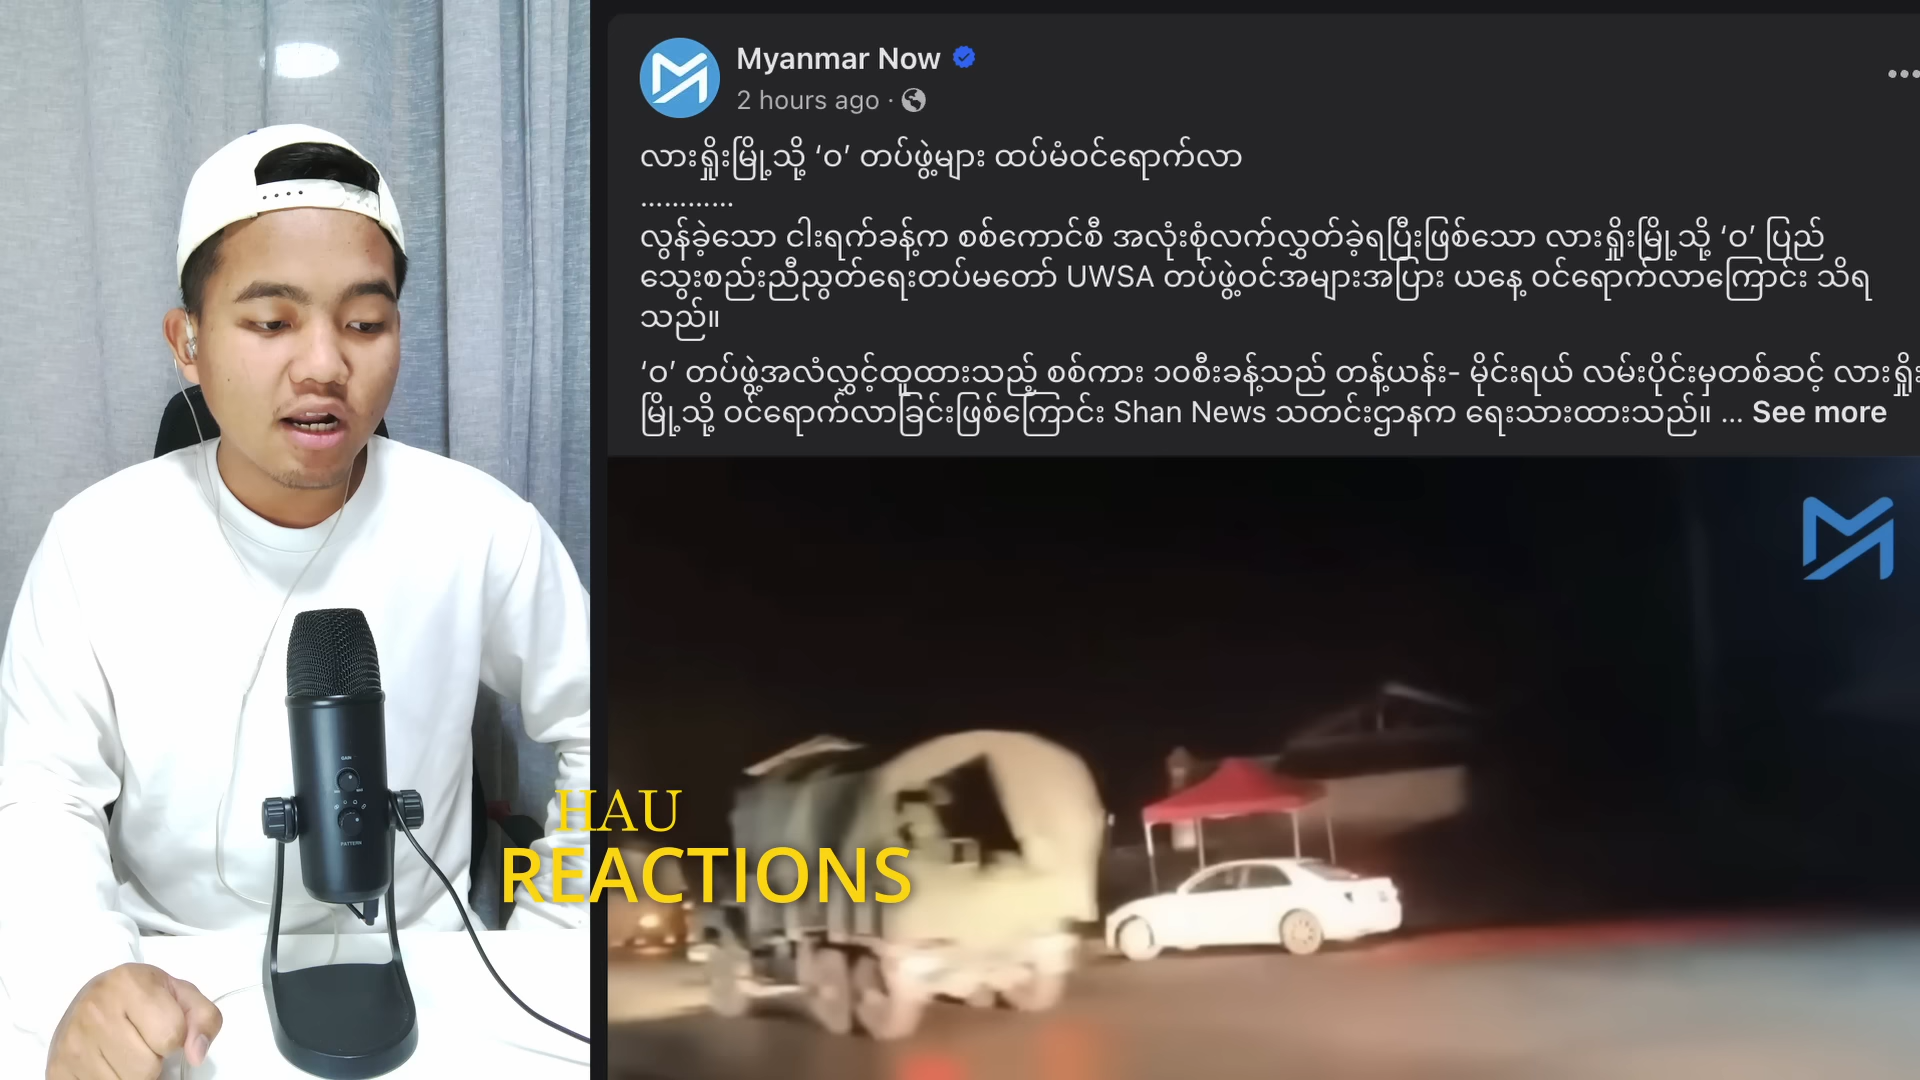 Myanmar Now
2 hours ago ·
လားရှိုးမြို့သို့ ‘ဝ’ တပ်ဖွဲ့များ ထပ်မံဝင်ရောက်လာ
............
လွန်ခဲ့သော ငါးရက်ခန့်က စစ်ကောင်စီ အလုံးစုံလက်လွှတ်ခဲ့ရပြီးဖြစ်သော လားရှိုးမြို့သို့ ‘ဝ’ ပြည်
သွေးစည်းညီညွတ်ရေးတပ်မတော် UWSA တပ်ဖွဲ့ဝင်အများအပြား ယနေ့ ဝင်ရောက်လာကြောင်း သိရ
သည်။
‘ဝ’ တပ်ဖွဲ့အလံလွှင့်ထူထားသည့် စစ်ကား ၁၀စီးခန့်သည် တန့်ယန်း- မိုင်းရယ် လမ်းပိုင်းမှတစ်ဆင့် လားရှိုး
မြို့သို့ ဝင်ရောက်လာခြင်းဖြစ်ကြောင်း Shan News သတင်းဌာနက ရေးသားထားသည်။ ... See more
HAU
REACTIONS
GAIN
PATTERN